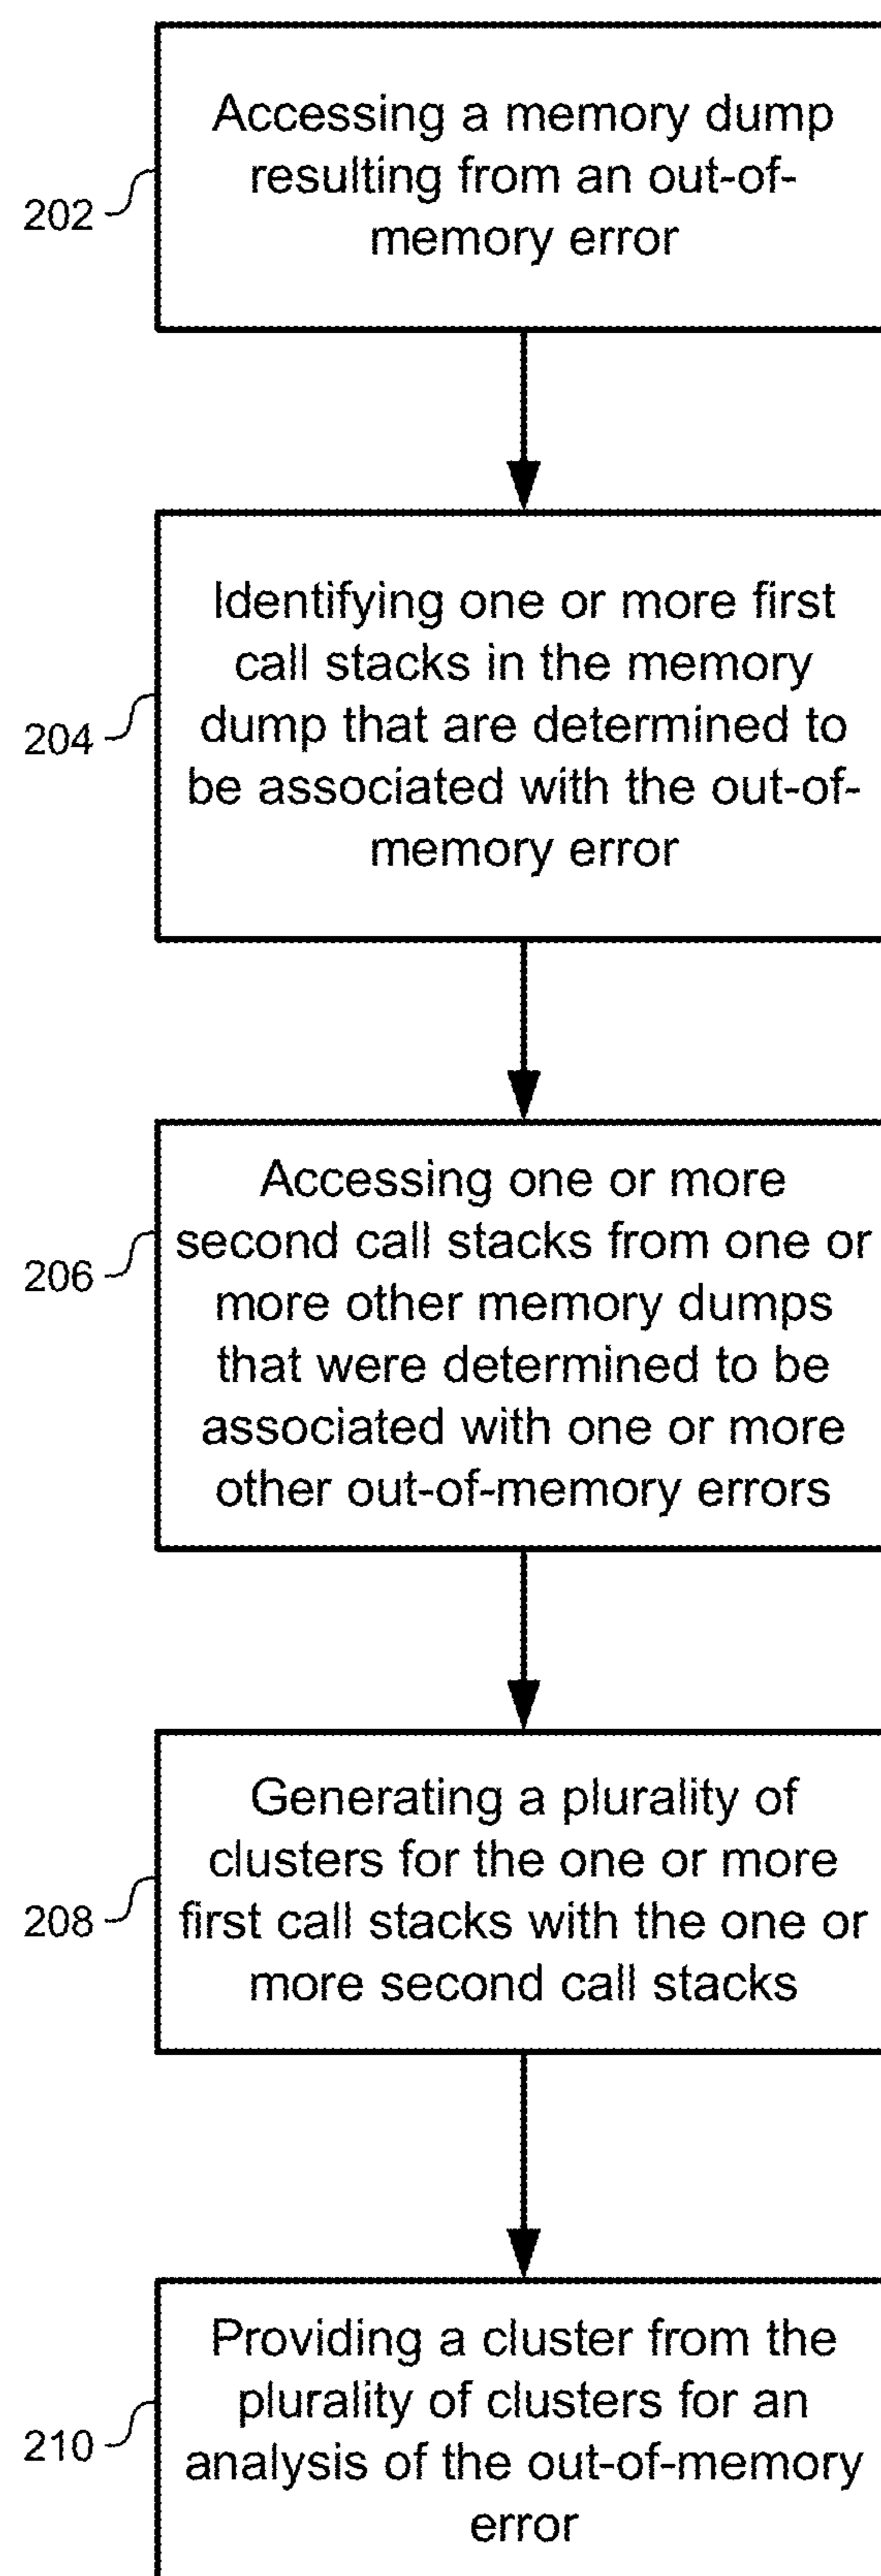 Accessing a memory dump
resulting from an out-of-
memory error
202
Identifying one or more first
call stacks in the memory
dump that are determined to
be associated with the out-of-
memory error
204
Accessing one or more
second call stacks from one or
more other memory dumps
that were determined to be
associated with one or more
other out-of-memory errors
206
Generating a plurality of
clusters for the one or more
first call stacks with the one or
more second call stacks
208
Providing a cluster from the
plurality of clusters for an
analysis of the out-of-memory
error
210